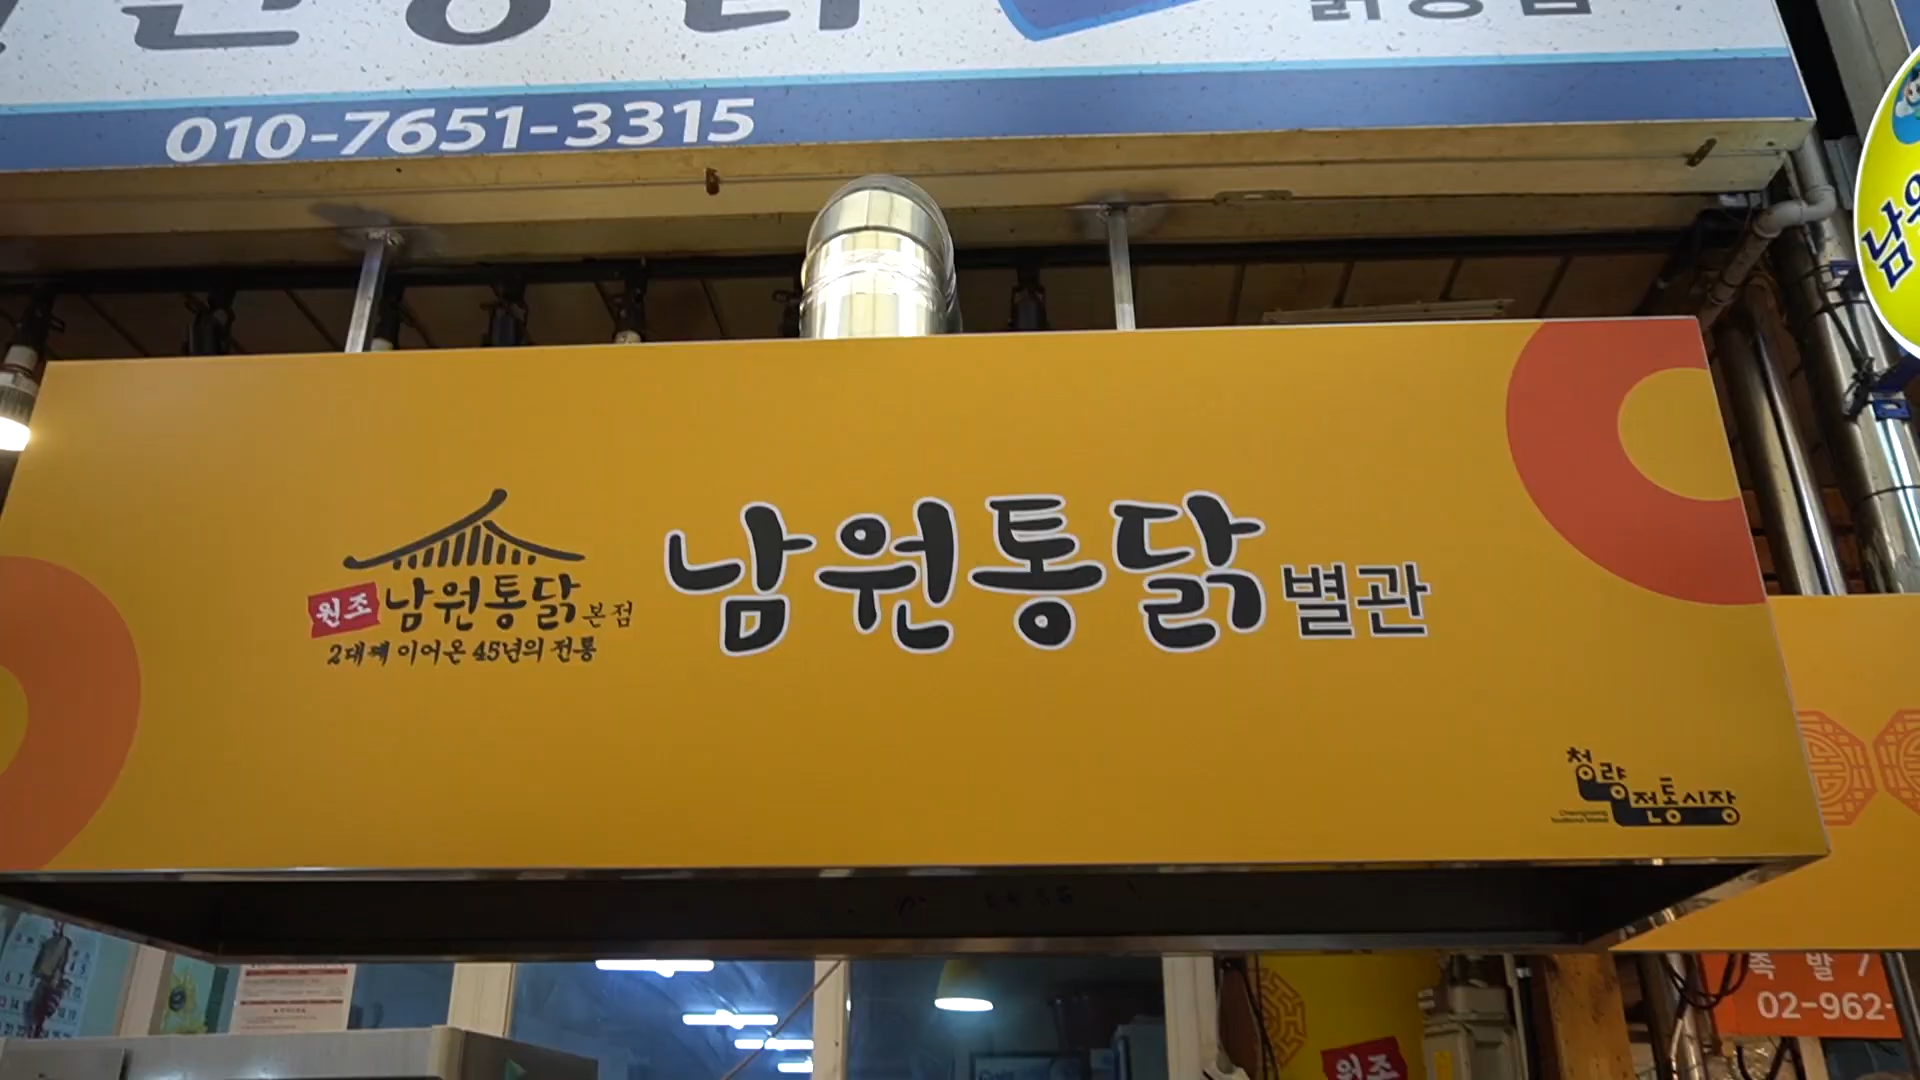 010-7651-3315
남원통닭 별관
원조 남원통닭 본점
2대째 이어온 45년의 전통
청량
전통시장
족발 /
02-962-
원조